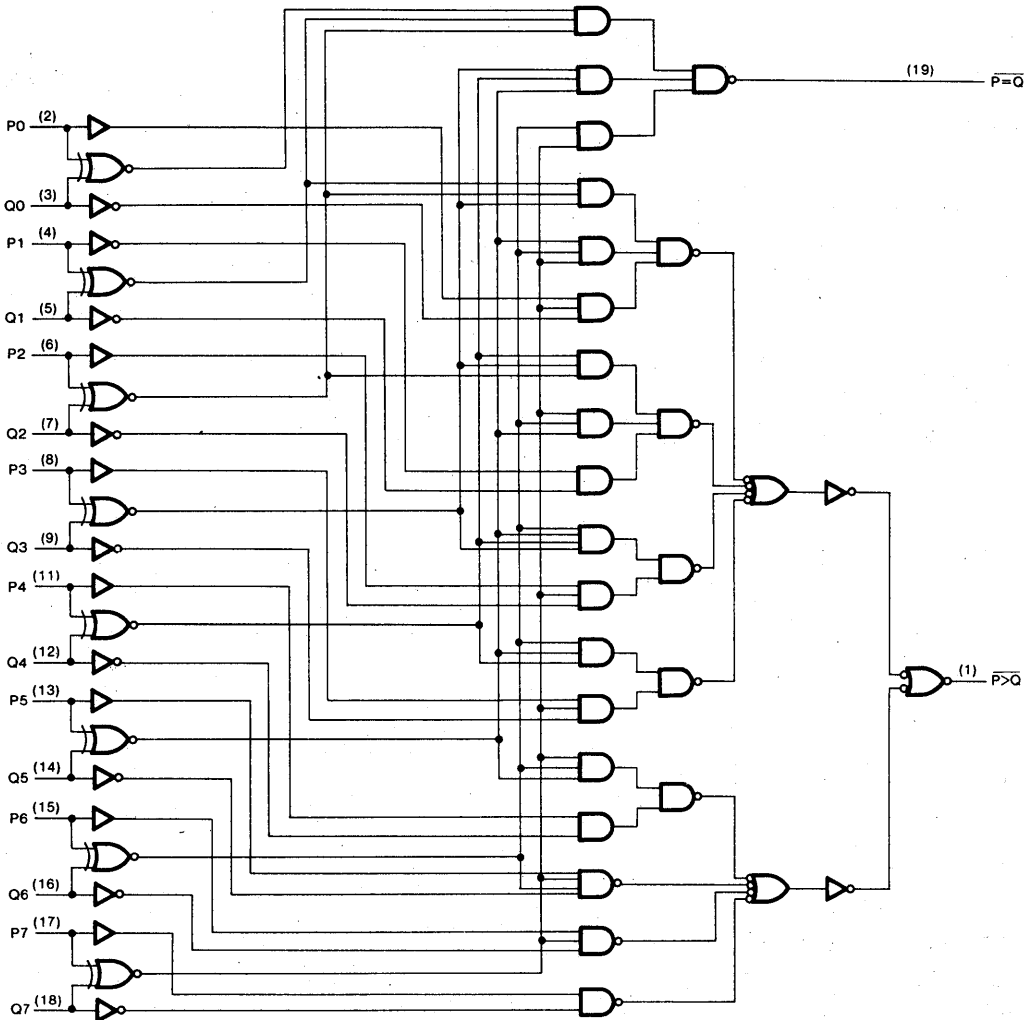 (19)
P=Q
P0 (2)
Q0 (3)
P1 (4)
Q1 (5)
P2 (6)
Q2 (7)
P3 (8)
Q3 (9)
P4 (11)
Q4 (12)
P5 (13)
Q5 (14)
P6 (15)
Q6 (16)
P7 (17)
Q7 (18)
(1)
P>Q